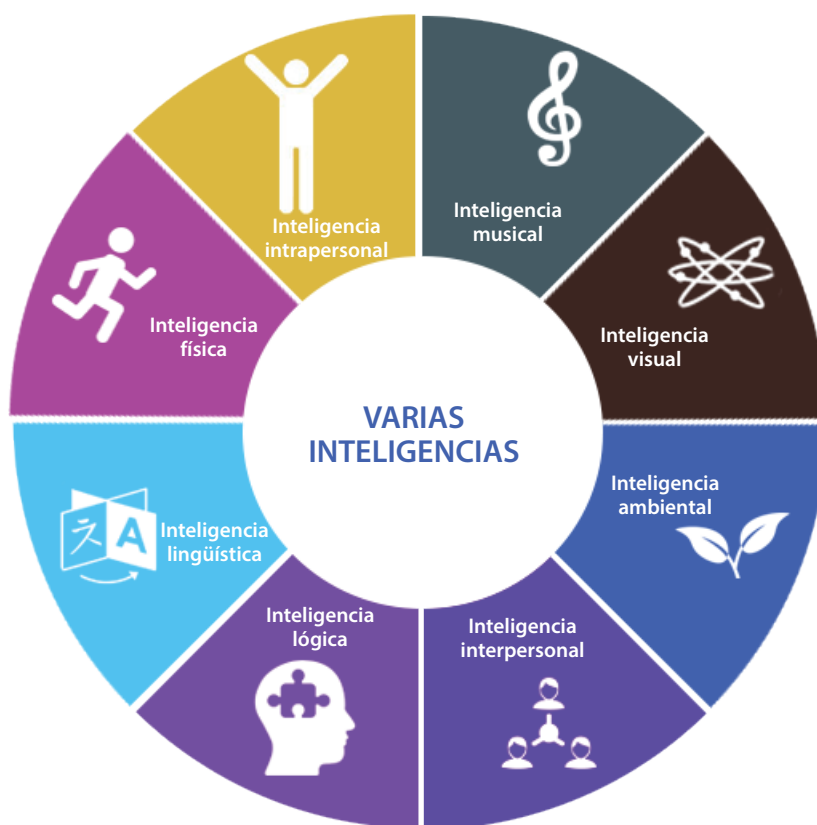 Inteligencia
intrapersonal
Inteligencia
musical
Inteligencia
visual
Inteligencia
ambiental
Inteligencia
interpersonal
Inteligencia
lógica
Inteligencia
lingüística
A
Inteligencia
física
VARIAS
INTELIGENCIAS